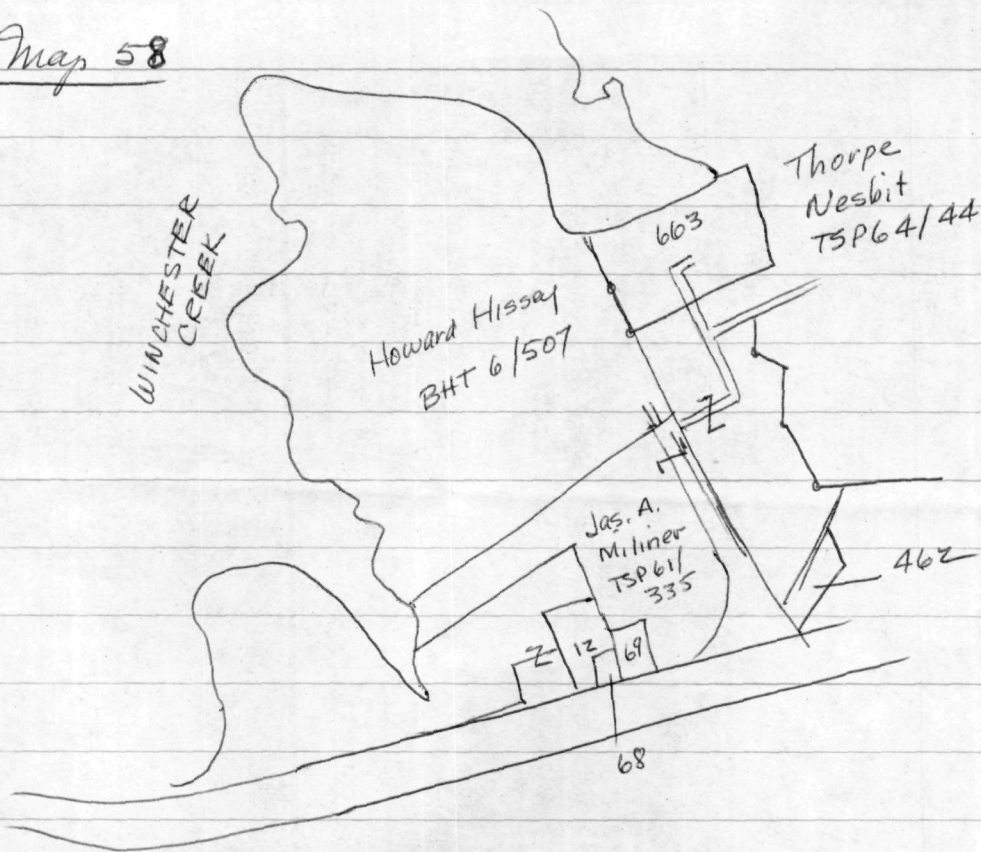 Map 58
WINCHESTER
CREEK
Thorpe
Nesbit
TSP64/44
663
Howard Hissey
BHT 6/507
Z
Jas. A.
Miliner
TSP61/
335
462
Z
12
69
68